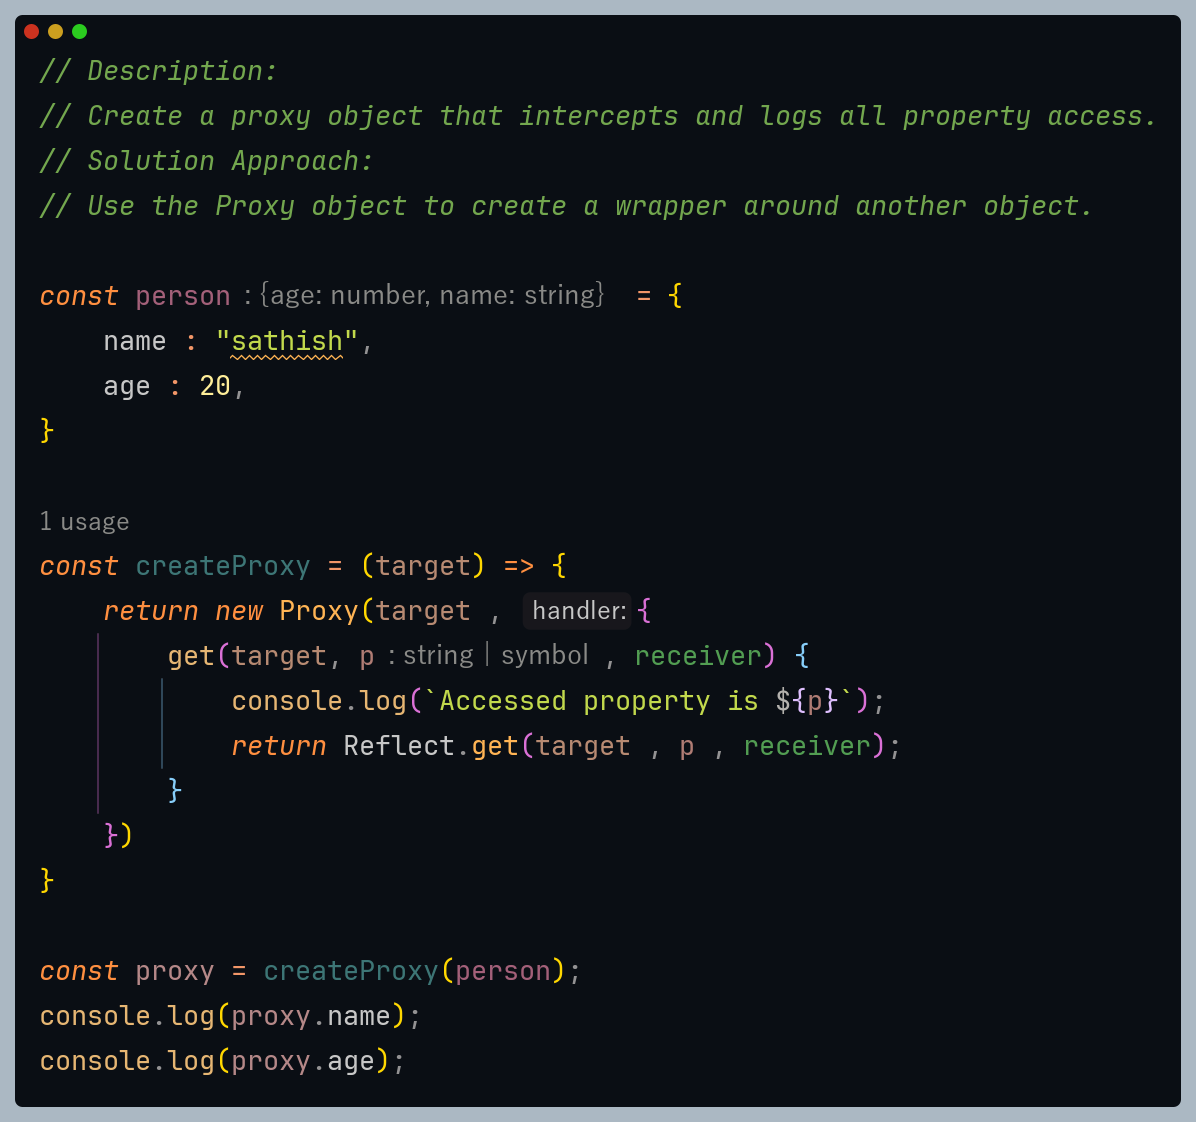 // Description:
// Create a proxy object that intercepts and logs all property access.
// Solution Approach:
// Use the Proxy object to create a wrapper around another object.
const person : {age: number, name: string} = {
    name : "sathish",
    age : 20,
}
1 usage
const createProxy = (target) => {
    return new Proxy(target , handler: {
        get(target, p : string | symbol , receiver) {
            console.log(`Accessed property is ${p}`);
            return Reflect.get(target , p , receiver);
        }
    })
}
const proxy = createProxy(person);
console.log(proxy.name);
console.log(proxy.age);